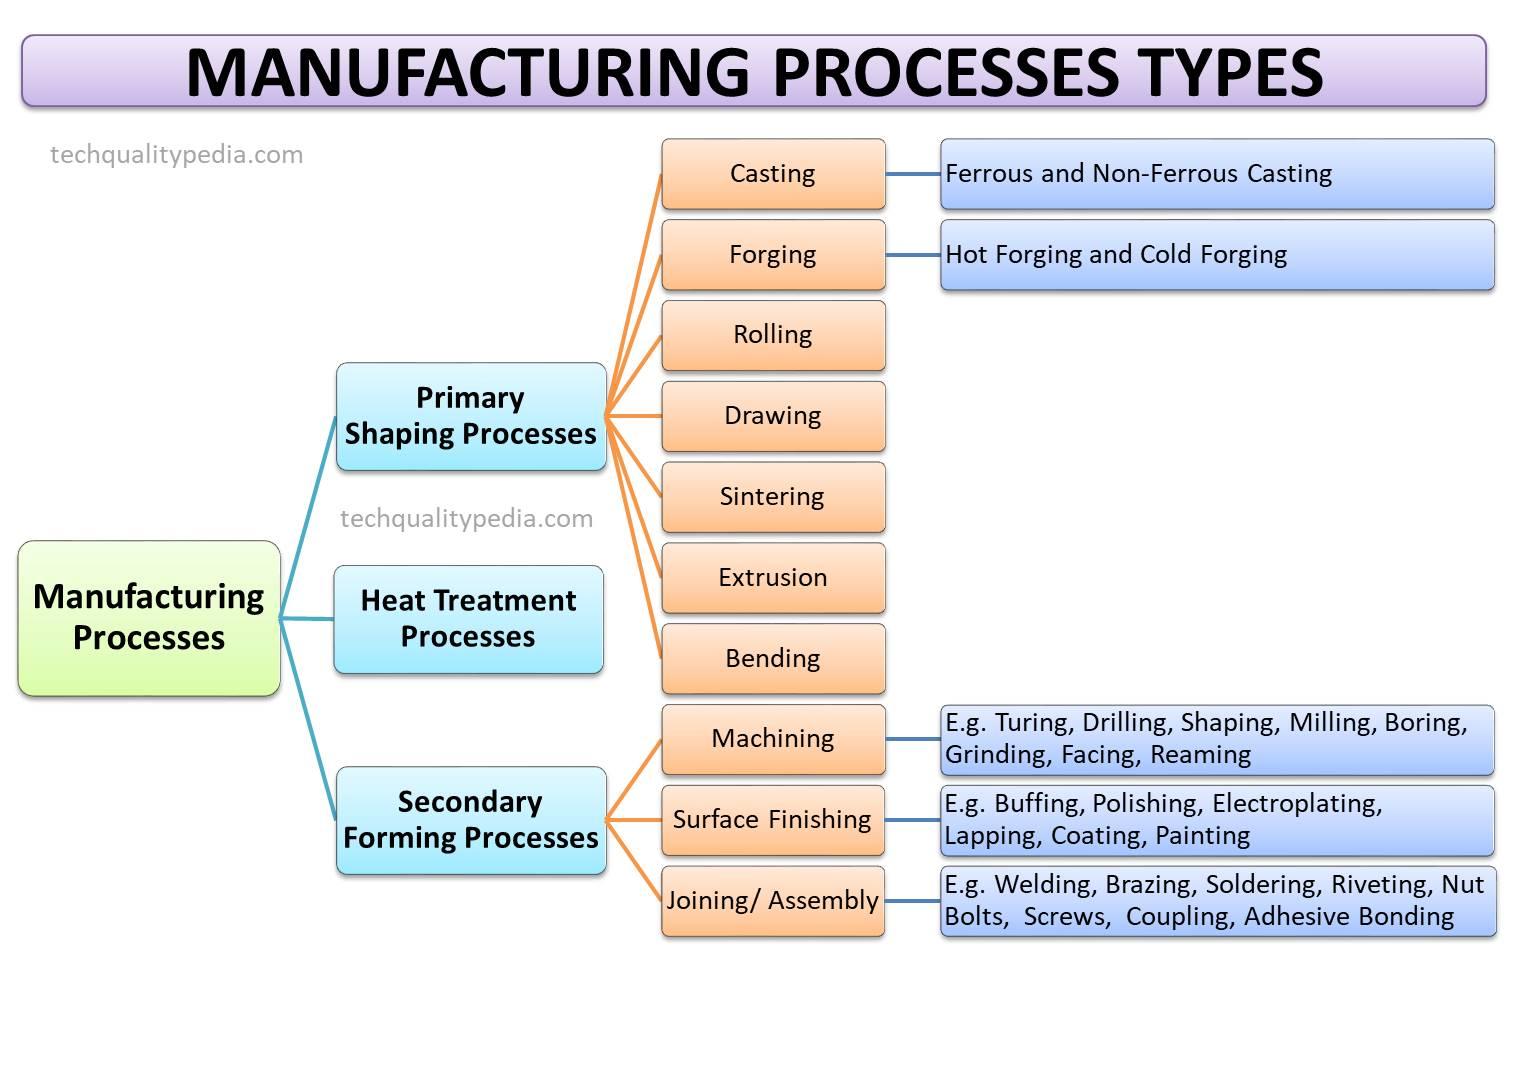 MANUFACTURING PROCESSES TYPES
techqualitypedia.com
Casting
Ferrous and Non-Ferrous Casting
Forging
Hot Forging and Cold Forging
Rolling
Primary
Shaping Processes
Drawing
Sintering
techqualitypedia.com
Extrusion
Manufacturing
Processes
Heat Treatment
Processes
Bending
Machining
E.g. Turing, Drilling, Shaping, Milling, Boring,
Grinding, Facing, Reaming
Secondary
Forming Processes
Surface Finishing
E.g. Buffing, Polishing, Electroplating,
Lapping, Coating, Painting
Joining/ Assembly
E.g. Welding, Brazing, Soldering, Riveting, Nut
Bolts,  Screws,  Coupling, Adhesive Bonding